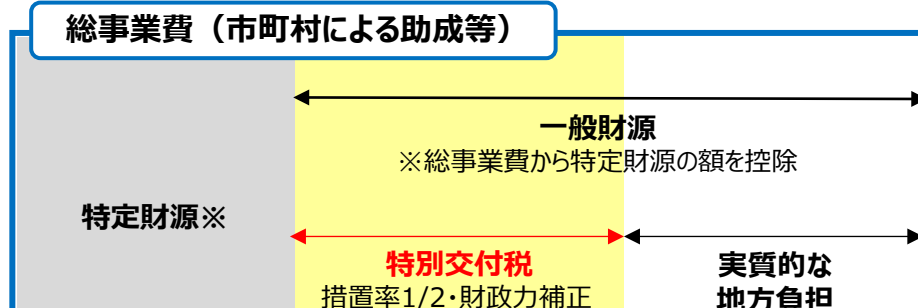 総事業費（市町村による助成等）
一般財源
※総事業費から特定財源の額を控除
特定財源※
特別交付税
措置率1/2・財政力補正
実質的な
地方負担